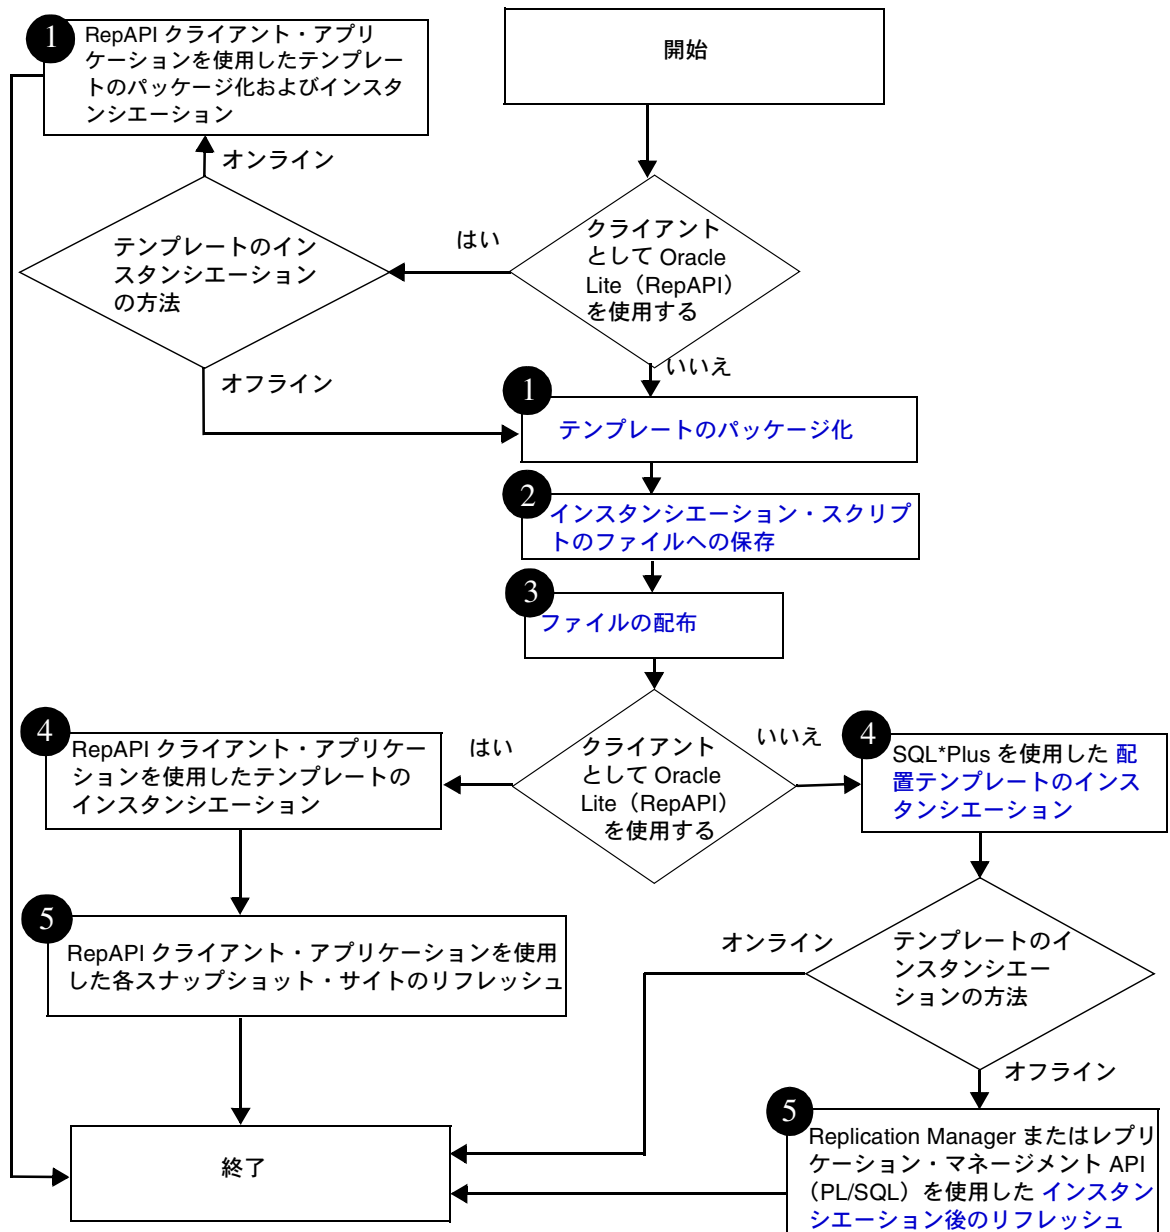 1
RepAPI クライアント・アプリ
ケーションを使用したテンプレー
トのパッケージ化およびインスタ
ンシエーション
開始
オンライン
テンプレートのイン
スタンシエーション
の方法
はい
クライアント
として Oracle
Lite（RepAPI）
を使用する
オフライン
いいえ
1
テンプレートのパッケージ化
2
インスタンシエーション・スクリプ
トのファイルへの保存
3
ファイルの配布
4
RepAPI クライアント・アプリケー
ションを使用したテンプレートの
インスタンシエーション
はい
クライアント
として Oracle
Lite（RepAPI）
を使用する
いいえ
4
SQL*Plus を使用した 配
置テンプレートのインス
タンシエーション
5
RepAPI クライアント・アプリケーションを使用
した各スナップショット・サイトのリフレッシュ
オンライン
テンプレートのイ
ンスタンシエー
ションの方法
オフライン
終了
5
Replication Manager またはレプリ
ケーション・マネージメント API
（PL/SQL）を使用した インスタン
シエーション後のリフレッシュ